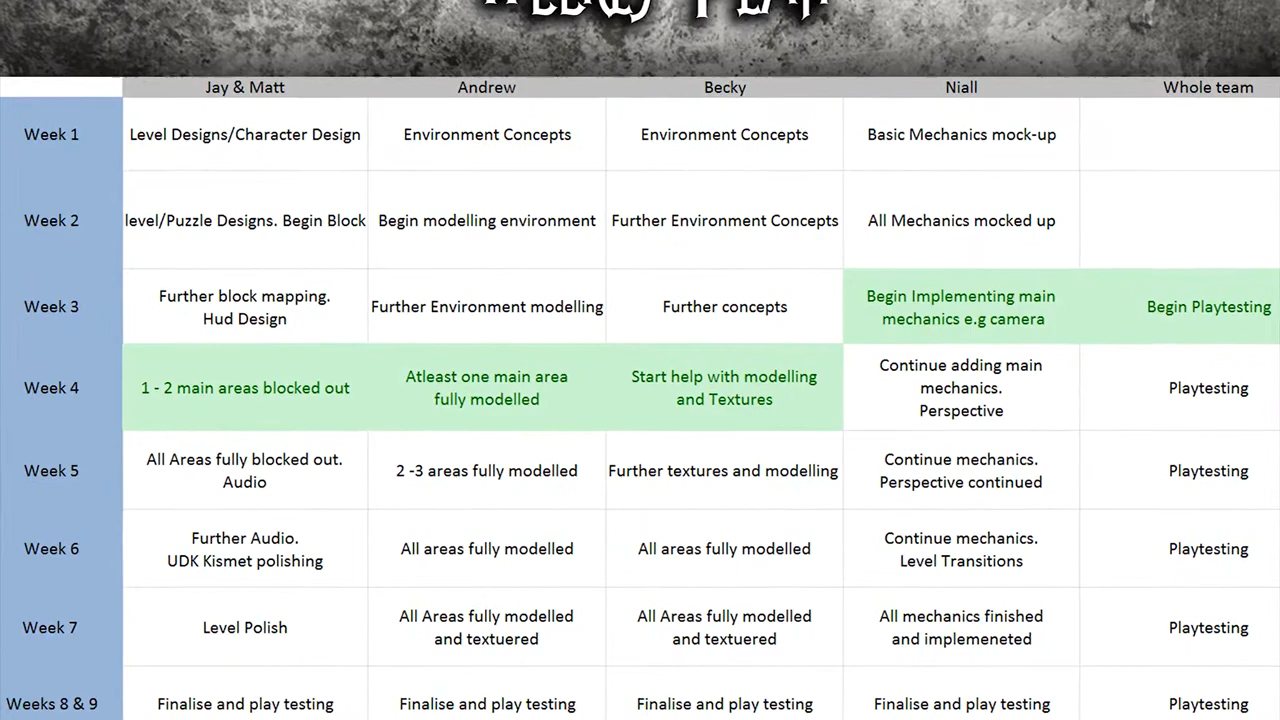 Weekly Plan
Jay & Matt Andrew Becky Niall Whole team
Week 1 Level Designs/Character Design Environment Concepts Environment Concepts Basic Mechanics mock-up
Week 2 level/Puzzle Designs. Begin Block Begin modelling environment Further Environment Concepts All Mechanics mocked up
Week 3
Further block mapping.
Hud Design
Further Environment modelling
Further concepts
Begin Implementing main
mechanics e.g camera
Begin Playtesting
Week 4
1 - 2 main areas blocked out
Atleast one main area
fully modelled
Start help with modelling
and Textures
Continue adding main
mechanics.
Perspective
Playtesting
Week 5
All Areas fully blocked out.
Audio
2 -3 areas fully modelled
Further textures and modelling
Continue mechanics.
Perspective continued
Playtesting
Week 6
Further Audio.
UDK Kismet polishing
All areas fully modelled
All areas fully modelled
Continue mechanics.
Level Transitions
Playtesting
Week 7
Level Polish
All Areas fully modelled
and textuered
All Areas fully modelled
and textuered
All mechanics finished
and implemeneted
Playtesting
Weeks 8 & 9 Finalise and play testing Finalise and play testing Finalise and play testing Finalise and play testing Playtesting